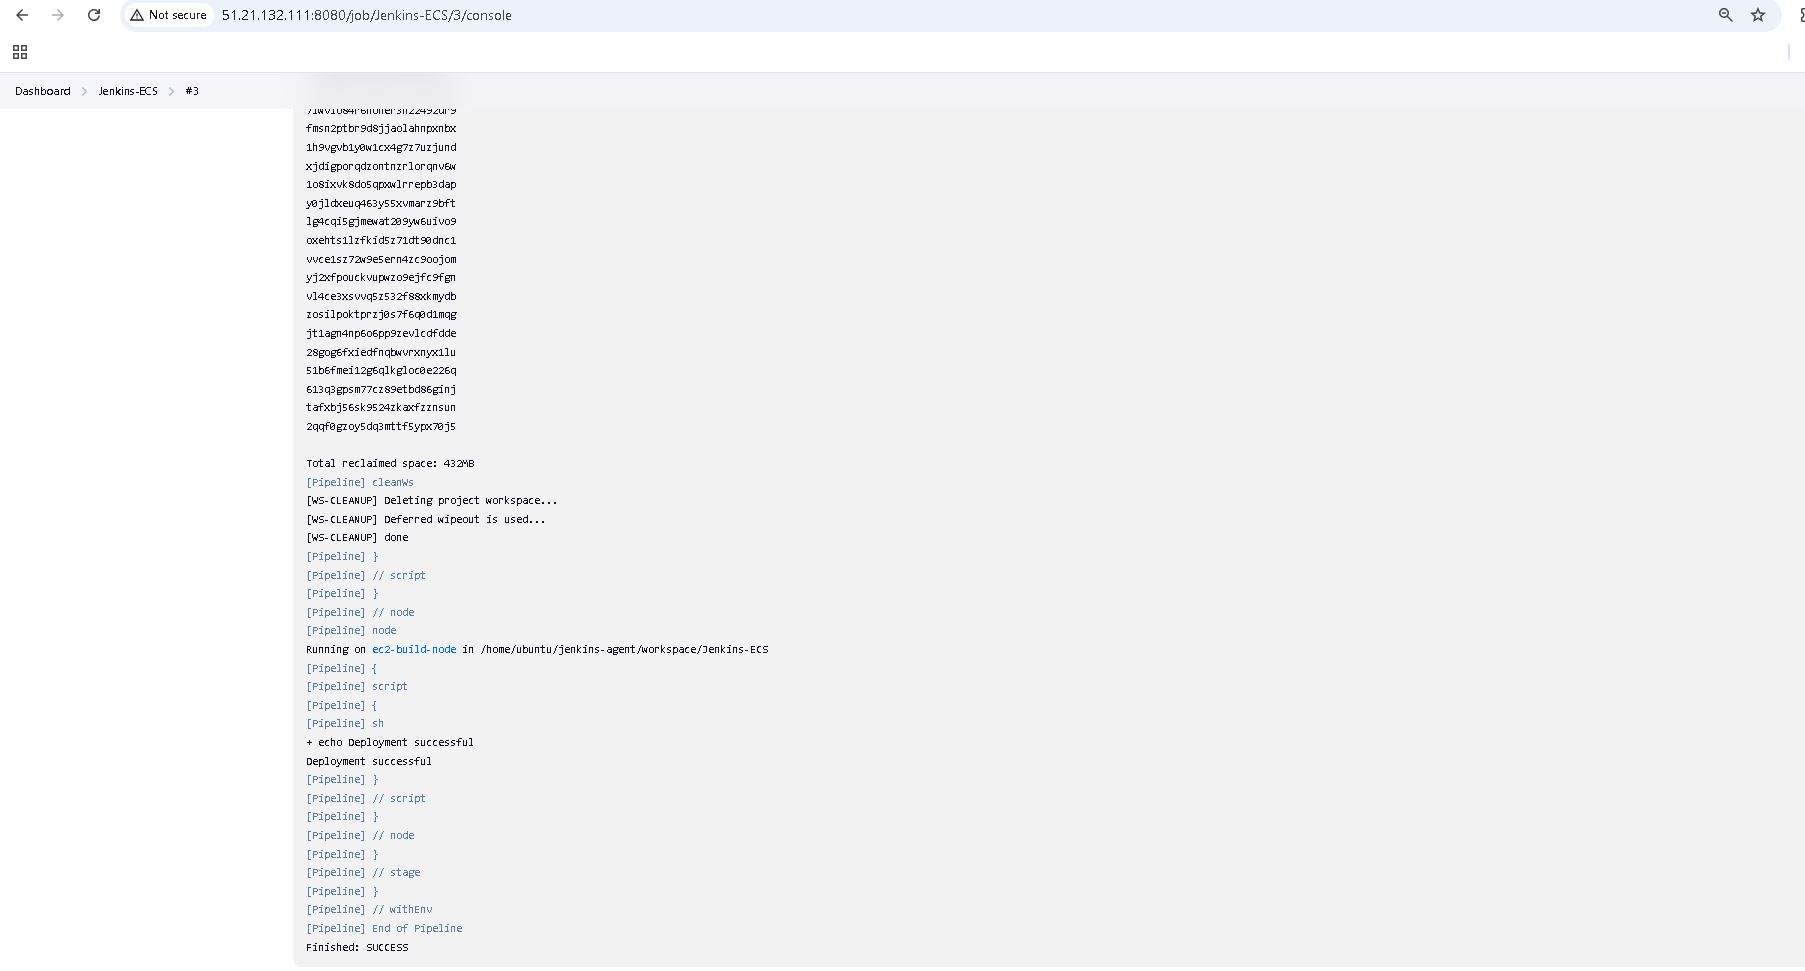 Not secure 51.21.132.111:8080/job/Jenkins-ECS/3/console
Dashboard Jenkins-ECS #3
fmsn2ptbr9d8jjaolahnpxnbx
1h9vgvb1y0w1cx4g7z7uzjund
xjdigporqdzontnzrlorqnv6w
1o8ixvk8do5qpxwlrrepb3dap
y0jldxeuq463y55xvmarz9bft
lg4cqi5gjmewat209yw6uivo9
oxehts1lzfkid5z71dt90dnc1
vvce1sz72w9e5ern4zc9oojom
yj2xfpouckvupwzo9ejfc9fgn
vl4ce3xsvvq5z532f88xkmydb
zosilpoktprzj0s7f6q0d1mqg
jt1agn4np6o6pp9zevlcdfdde
28gog6fxiedfnqbwvrxnyx1lu
51b6fmei12g6qlkgloc0e226q
613q3gpsm77cz89etbd86ginj
tafxbj56sk9524zkaxfzznsun
2qqf0gzoy5dq3mttf5ypx70j5
Total reclaimed space: 432MB
[Pipeline] cleanWs
[WS-CLEANUP] Deleting project workspace...
[WS-CLEANUP] Deferred wipeout is used...
[WS-CLEANUP] done
[Pipeline] }
[Pipeline] // script
[Pipeline] }
[Pipeline] // node
[Pipeline] node
Running on ec2-build-node in /home/ubuntu/jenkins-agent/workspace/Jenkins-ECS
[Pipeline] {
[Pipeline] script
[Pipeline] {
[Pipeline] sh
+ echo Deployment successful
Deployment successful
[Pipeline] }
[Pipeline] // script
[Pipeline] }
[Pipeline] // node
[Pipeline] }
[Pipeline] // stage
[Pipeline] }
[Pipeline] // withEnv
[Pipeline] End of Pipeline
Finished: SUCCESS